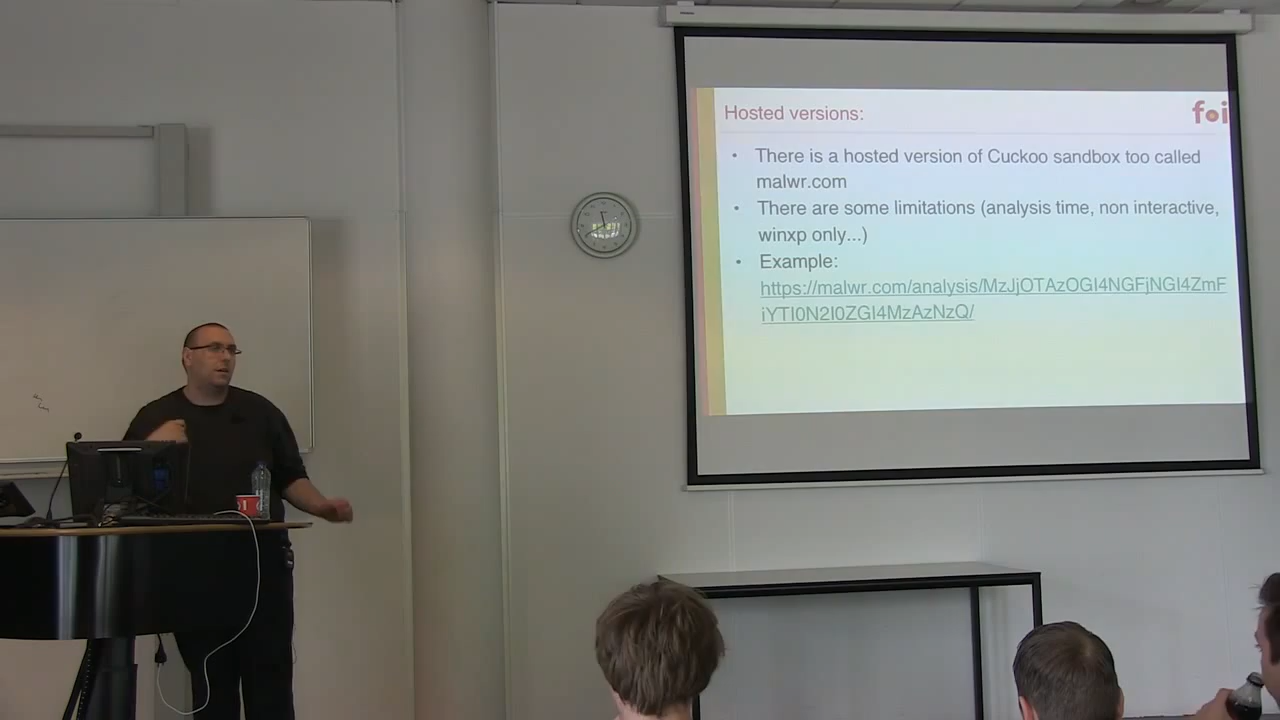 Hosted versions:
foi
• There is a hosted version of Cuckoo sandbox too called
malwr.com
• There are some limitations (analysis time, non interactive,
winxp only...)
• Example:
https://malwr.com/analysis/MzJjOTAzOGI4NGFjNGI4ZmF
iYTI0N2I0ZGI4MzAzNzQ/